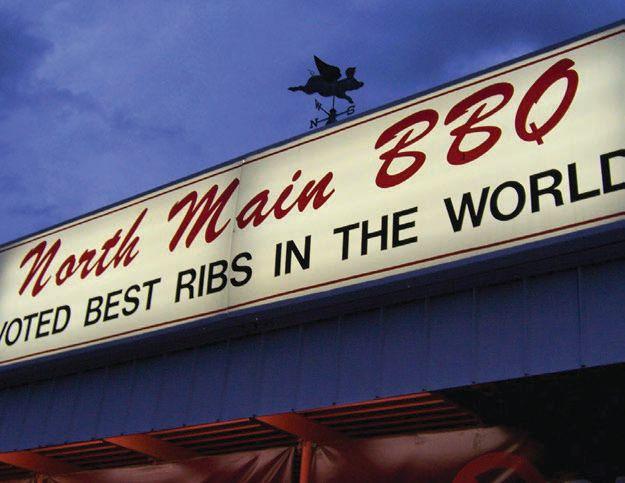 W S
N
North Main BBQ
VOTED BEST RIBS IN THE WORLD